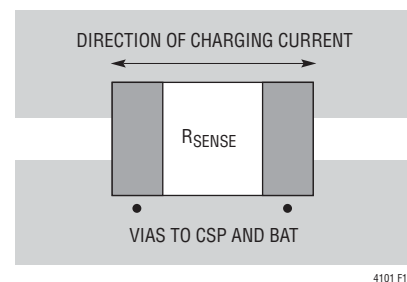 DIRECTION OF CHARGING CURRENT
RSENSE
VIAS TO CSP AND BAT
4101 F1